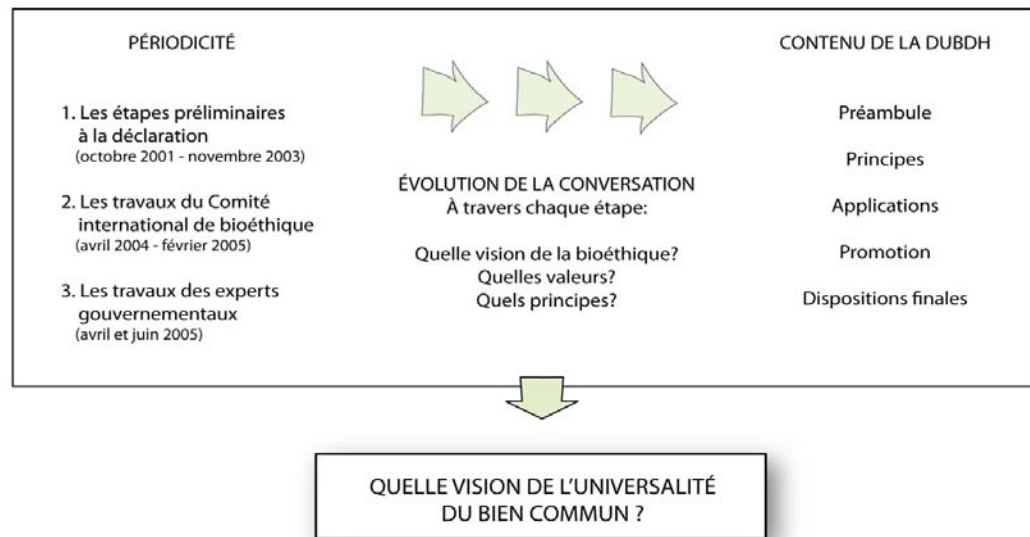 PÉRIODICITÉ
1. Les étapes préliminaires
à la déclaration
(octobre 2001 - novembre 2003)
2. Les travaux du Comité
international de bioéthique
(avril 2004 - février 2005)
3. Les travaux des experts
gouvernementaux
(avril et juin 2005)
ÉVOLUTION DE LA CONVERSATION
À travers chaque étape:
Quelle vision de la bioéthique?
Quelles valeurs?
Quels principes?
CONTENU DE LA DUBDH
Préambule
Principes
Applications
Promotion
Dispositions finales
QUELLE VISION DE L'UNIVERSALITÉ
DU BIEN COMMUN ?